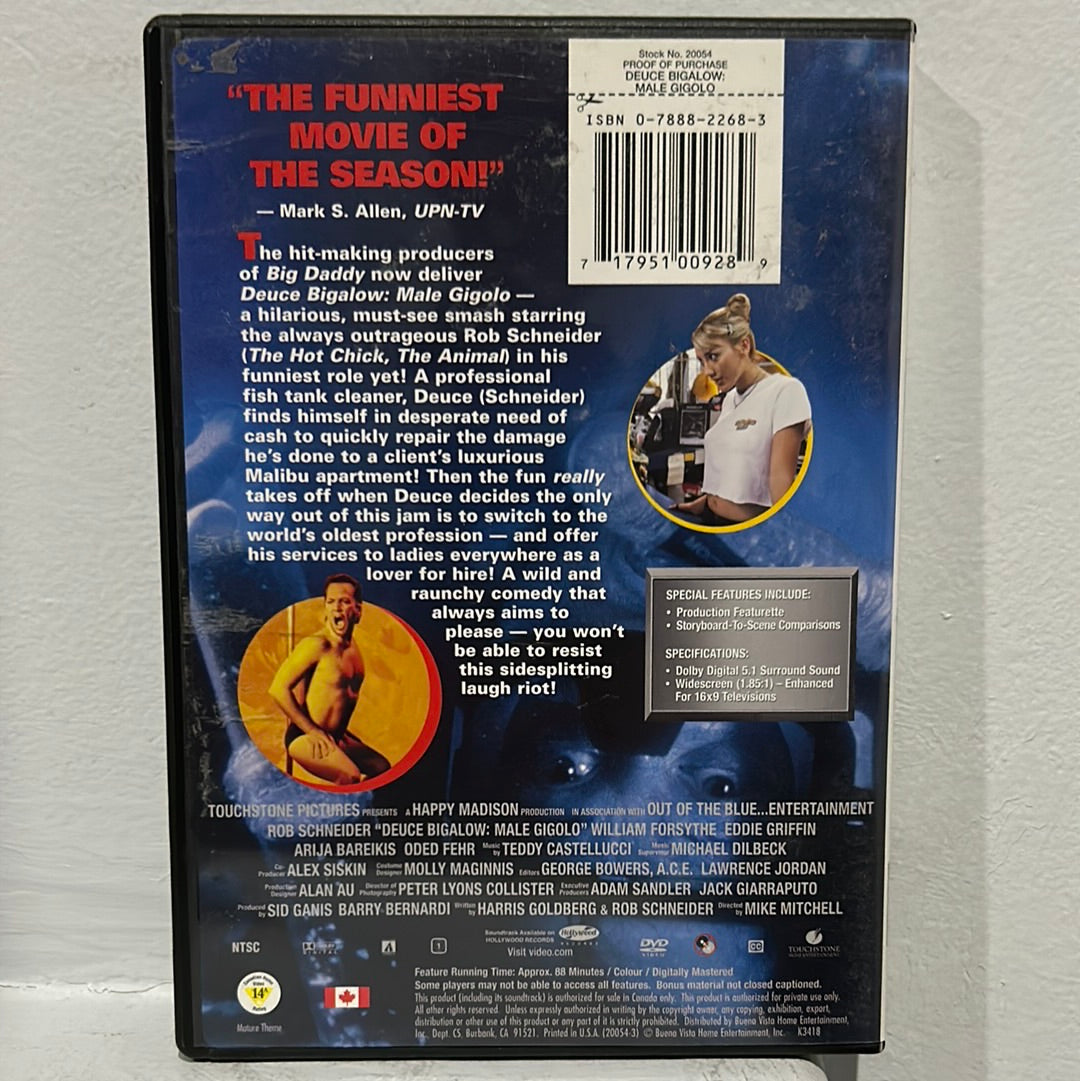 Stock No. 20054
PROOF OF PURCHASE
DEUCE BIGALOW:
MALE GIGOLO
ISBN 0-7888-2268-3
7 17951 00928 9
“THE FUNNIEST
MOVIE OF
THE SEASON!”
— Mark S. Allen, UPN-TV
The hit-making producers
of Big Daddy now deliver
Deuce Bigalow: Male Gigolo —
a hilarious, must-see smash starring
the always outrageous Rob Schneider
(The Hot Chick, The Animal) in his
funniest role yet! A professional
fish tank cleaner, Deuce (Schneider)
finds himself in desperate need of
cash to quickly repair the damage
he's done to a client's luxurious
Malibu apartment! Then the fun really
takes off when Deuce decides the only
way out of this jam is to switch to the
world's oldest profession — and offer
his services to ladies everywhere as a
lover for hire! A wild and
raunchy comedy that
always aims to
please — you won't
be able to resist
this sidesplitting
laugh riot!
SPECIAL FEATURES INCLUDE:
• Production Featurette
• Storyboard-To-Scene Comparisons
SPECIFICATIONS:
• Dolby Digital 5.1 Surround Sound
• Widescreen (1.85:1) – Enhanced
For 16x9 Televisions
TOUCHSTONE PICTURES PRESENTS A HAPPY MADISON PRODUCTION IN ASSOCIATION WITH OUT OF THE BLUE...ENTERTAINMENT
ROB SCHNEIDER "DEUCE BIGALOW: MALE GIGOLO" WILLIAM FORSYTHE EDDIE GRIFFIN
ARIJA BAREIKIS ODED FEHR Music by TEDDY CASTELLUCCI Music Supervisor MICHAEL DILBECK
Co-Producer ALEX SISKIN Costume Designer MOLLY MAGINNIS Editors GEORGE BOWERS, A.C.E. LAWRENCE JORDAN
Production Designer ALAN AU Director of Photography PETER LYONS COLLISTER Executive Producers ADAM SANDLER JACK GIARRAPUTO
Produced by SID GANIS BARRY BERNARDI Written by HARRIS GOLDBERG & ROB SCHNEIDER Directed by MIKE MITCHELL
NTSC
DOLBY
DIGITAL
1
Soundtrack Available on
HOLLYWOOD RECORDS
Hollywood
RECORDS
Visit video.com
DVD
VIDEO
CC
TOUCHSTONE
HOME ENTERTAINMENT
Feature Running Time: Approx. 88 Minutes / Colour / Digitally Mastered
Some players may not be able to access all features. Bonus material not closed captioned.
This product (including its soundtrack) is authorized for sale in Canada only. This product is authorized for private use only.
All other rights reserved. Unless expressly authorized in writing by the copyright owner, any copying, exhibition, export,
distribution or other use of this product or any part of it is strictly prohibited. Distributed by Buena Vista Home Entertainment,
Inc. Dept. CS, Burbank, CA 91521. Printed in U.S.A. (20054-3) © Buena Vista Home Entertainment, Inc. K3418
14A
Mature Theme